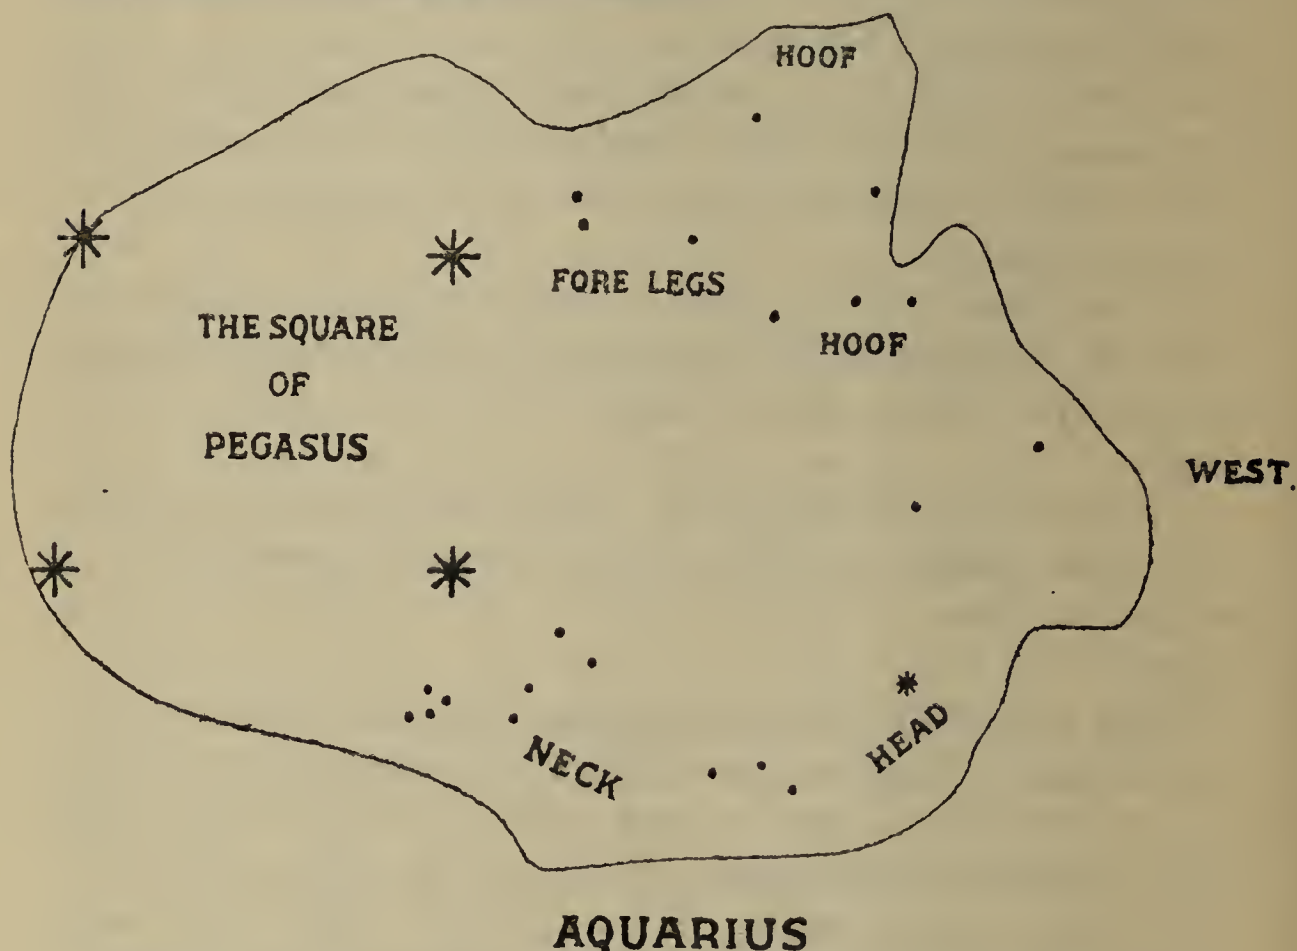 HOOF
FORE LEGS
THE SQUARE
OF
PEGASUS
HOOF
WEST.
NECK
HEAD
AQUARIUS